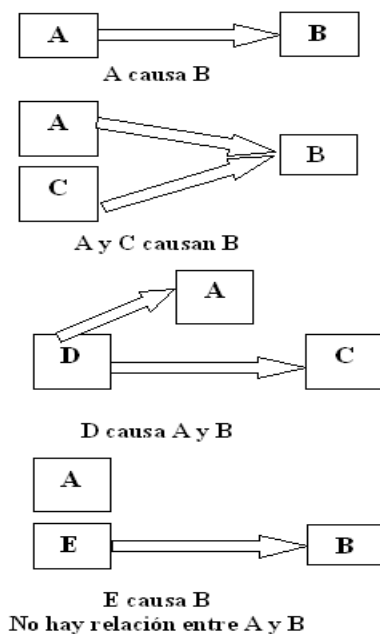 A B
A causa B
A
B
C
A y C causan B
A
D C
D causa A y B
A
E B
E causa B
No hay relación entre A y B